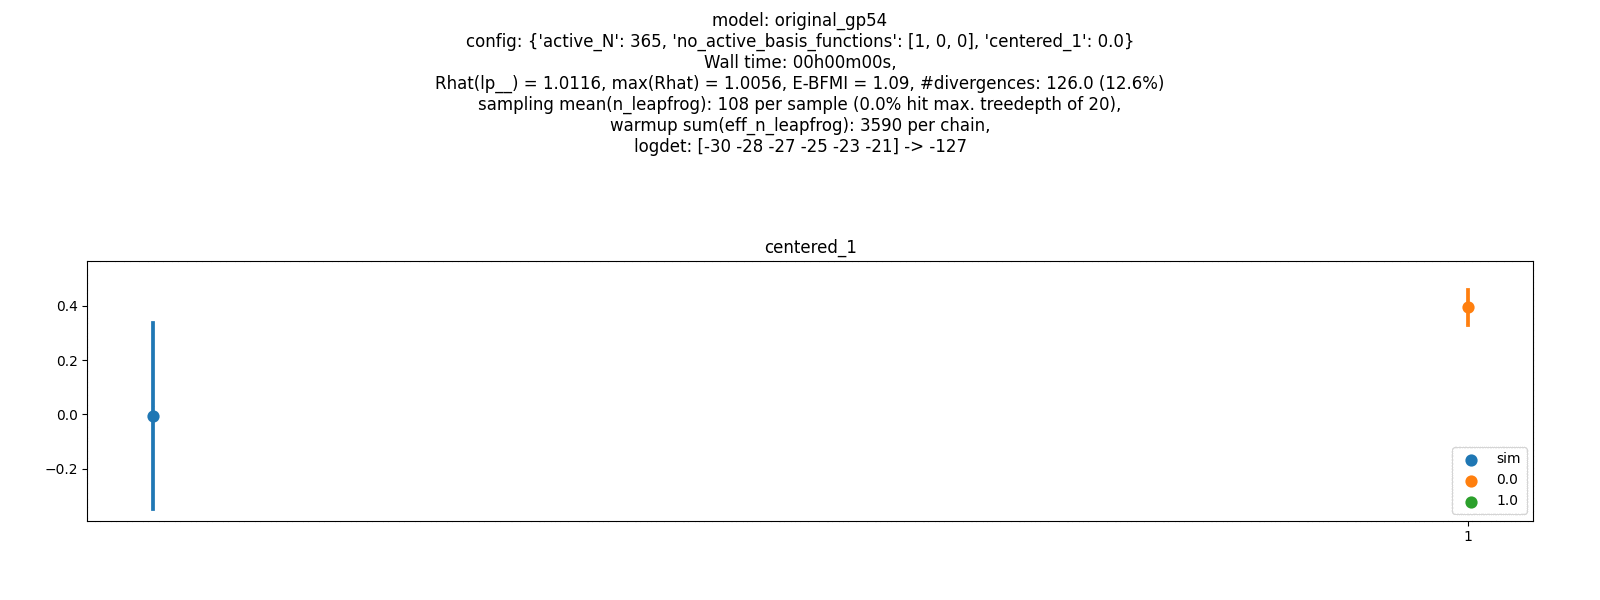 model: original_gp54
config: {'active_N': 365, 'no_active_basis_functions': [1, 0, 0], 'centered_1': 0.0}
Wall time: 00h00m00s,
Rhat(lp__) = 1.0116, max(Rhat) = 1.0056, E-BFMI = 1.09, #divergences: 126.0 (12.6%)
sampling mean(n_leapfrog): 108 per sample (0.0% hit max. treedepth of 20),
warmup sum(eff_n_leapfrog): 3590 per chain,
logdet: [-30 -28 -27 -25 -23 -21] -> -127
centered_1
0.4
0.2
0.0
−0.2
sim
0.0
1.0
1